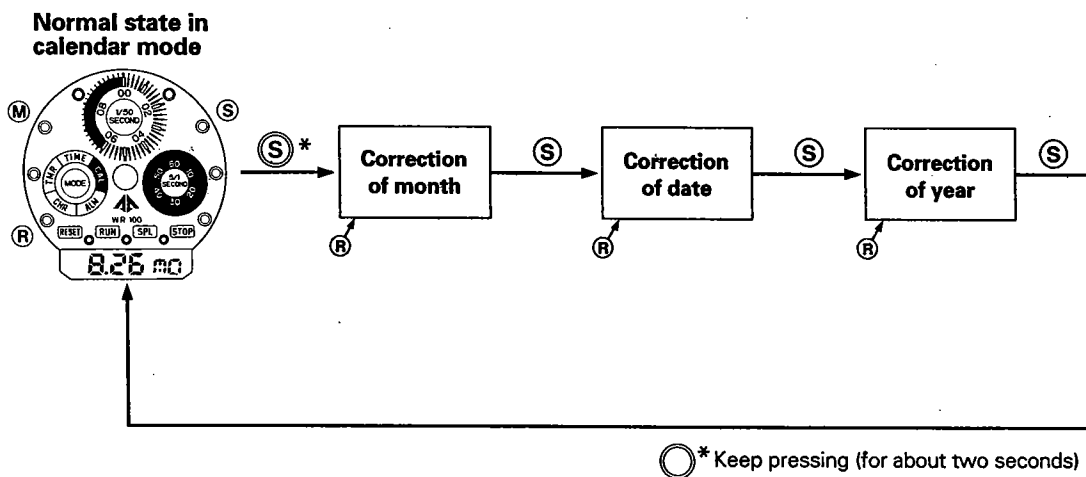 Normal state in
calendar mode
M
S
00
02
04
06
08
1/50
SECOND
TIME
CAL
ALM
CHR
TMR
MODE
60
10
20
30
40
50
S/1
SECOND
WR 100
R
RESET RUN SPL STOP
8.26 mo
S *
Correction
of month
R
S
Correction
of date
R
S
Correction
of year
R
S
* Keep pressing (for about two seconds)